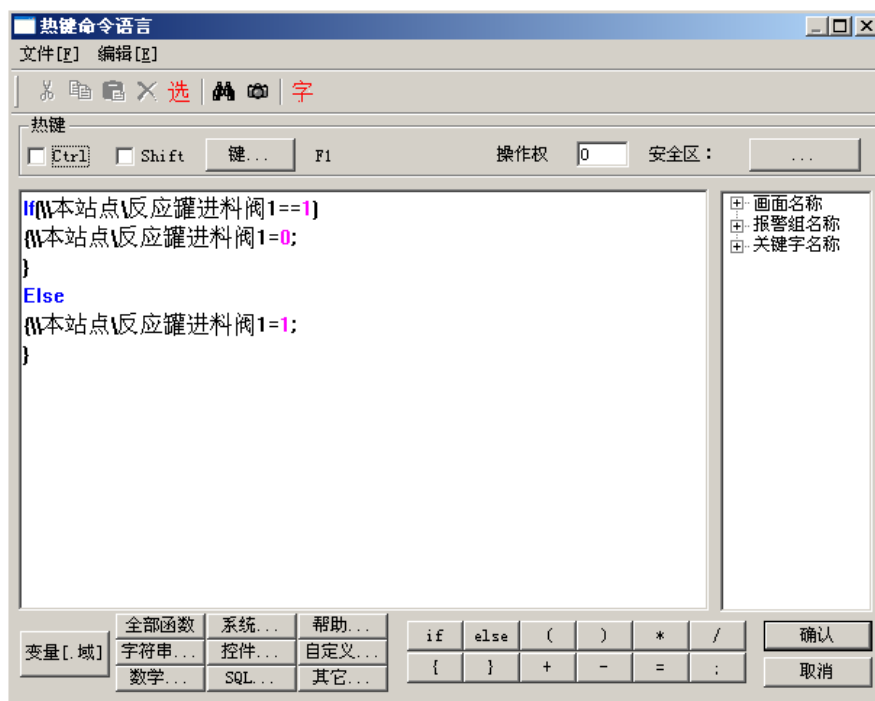 热键命令语言
文件[F] 编辑[E]
选 字
热键
Ctrl Shift 键... F1 操作权 0 安全区： ...
If(\\本站点\反应罐进料阀1==1)
{\\本站点\反应罐进料阀1=0;
}
Else
{\\本站点\反应罐进料阀1=1;
}
画面名称
报警组名称
关键字名称
变量[.域]
全部函数 系统... 帮助...
字符串... 控件... 自定义...
数学... SQL... 其它...
if else ( ) * /
{ } + - = ;
确认
取消